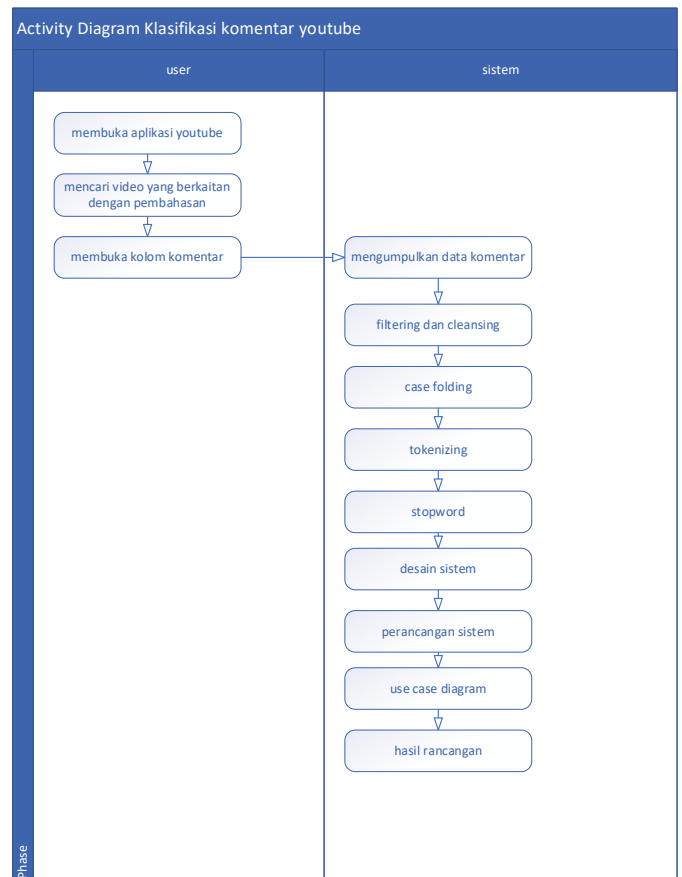 Activity Diagram Klasifikasi komentar youtube
user
sistem
membuka aplikasi youtube
mencari video yang berkaitan
dengan pembahasan
membuka kolom komentar
mengumpulkan data komentar
filtering dan cleansing
case folding
tokenizing
stopword
desain sistem
perancangan sistem
use case diagram
hasil rancangan
Phase